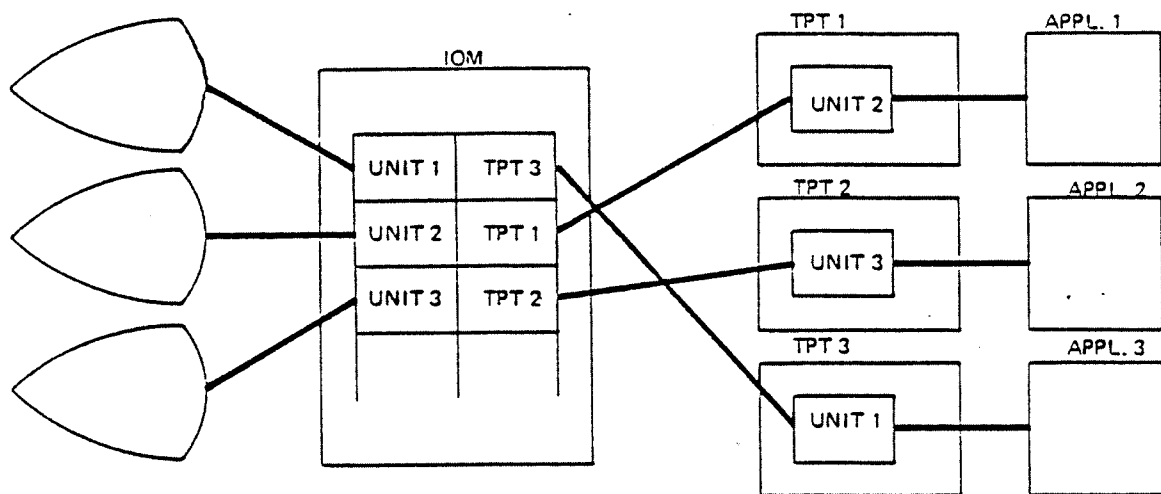 IOM
UNIT 1 TPT 3
UNIT 2 TPT 1
UNIT 3 TPT 2
TPT 1
UNIT 2
APPL. 1
TPT 2
UNIT 3
APPL. 2
TPT 3
UNIT 1
APPL. 3